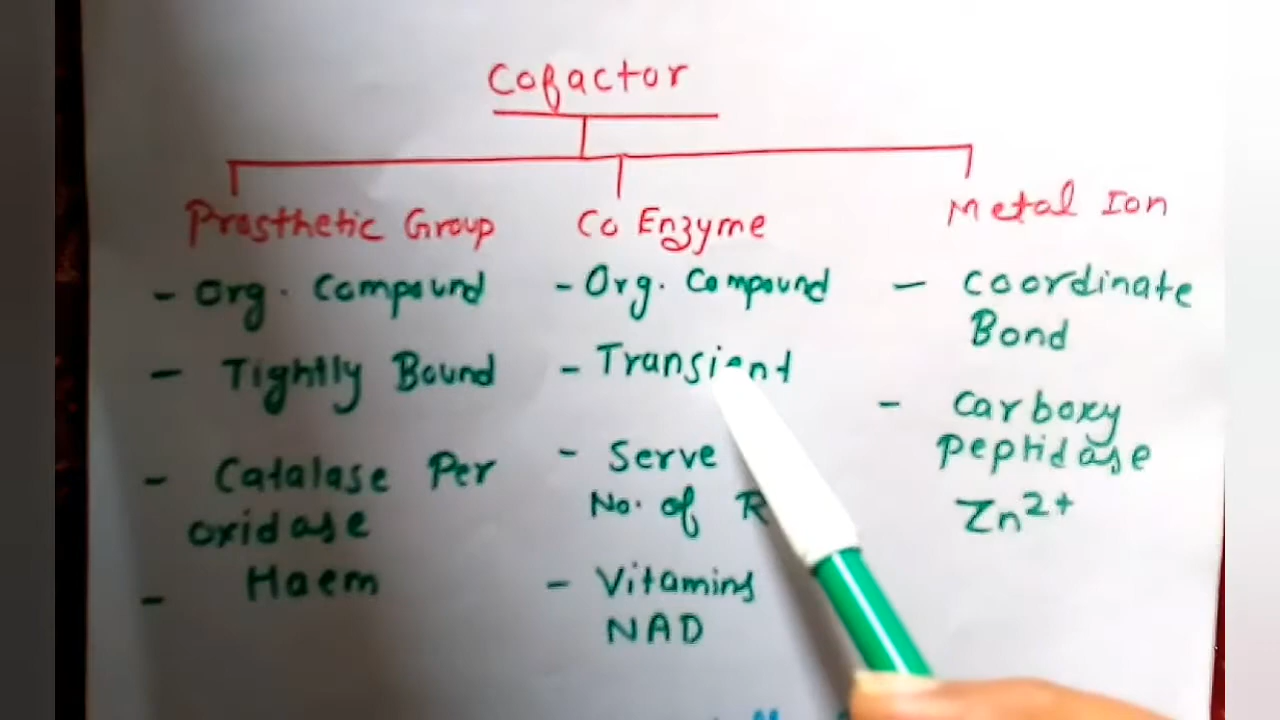 Cofactor
Prosthetic Group
- Org. Compound
- Tightly Bound
- Catalase Per
oxidase
- Haem
Co Enzyme
- Org. Compound
- Transient
- Serve
No. of R
- Vitamins
NAD
Metal Ion
- Coordinate
Bond
- Carboxy
peptidase
Zn2+